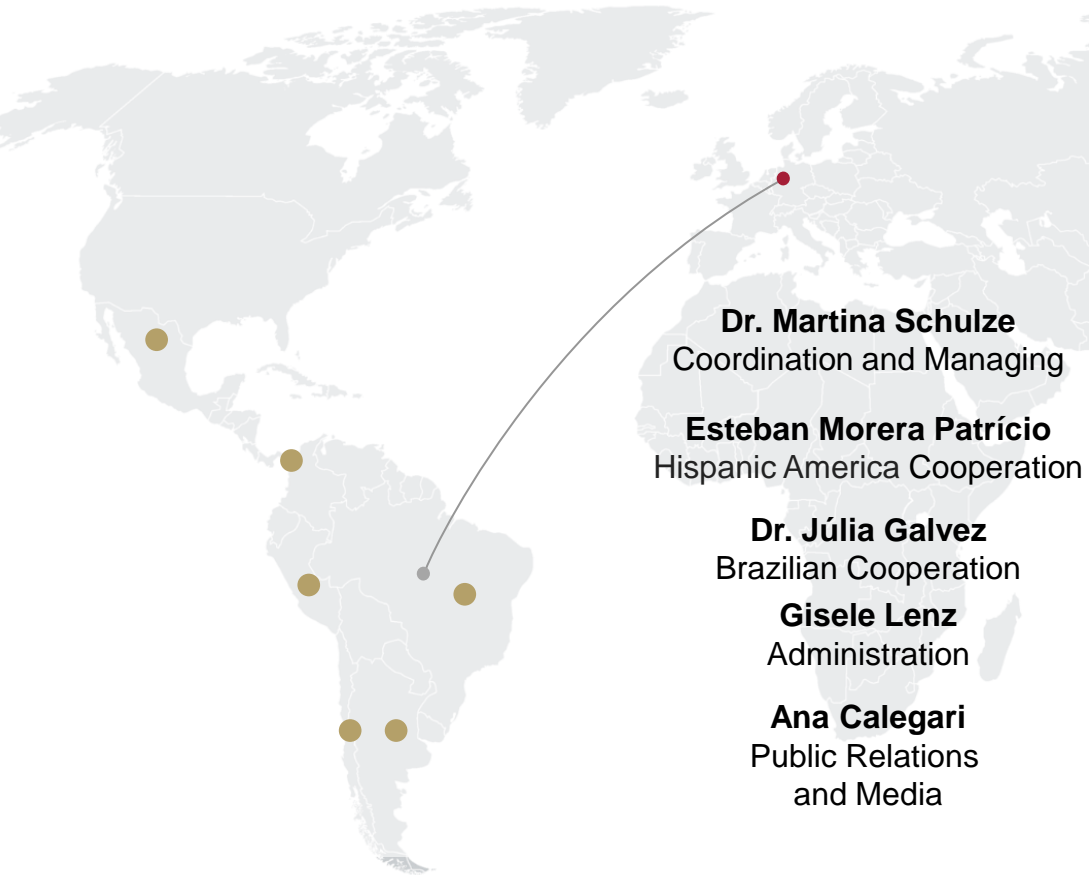 Dr. Martina Schulze
Coordination and Managing
Esteban Morera Patrício
Hispanic America Cooperation
Dr. Júlia Galvez
Brazilian Cooperation
Gisele Lenz
Administration
Ana Calegari
Public Relations
and Media